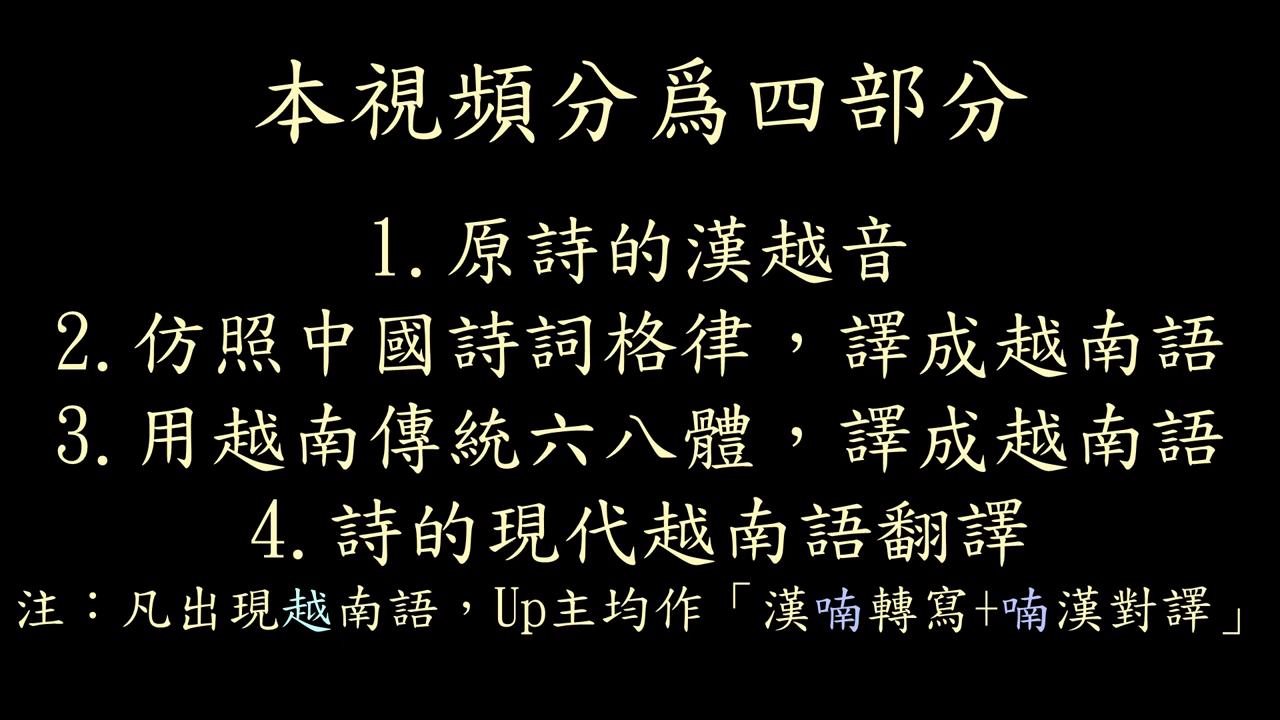 本視頻分爲四部分
1.原詩的漢越音
2.仿照中國詩詞格律，譯成越南語
3.用越南傳統六八體，譯成越南語
4.詩的現代越南語翻譯
注：凡出現越南語，Up主均作「漢喃轉寫+喃漢對譯」